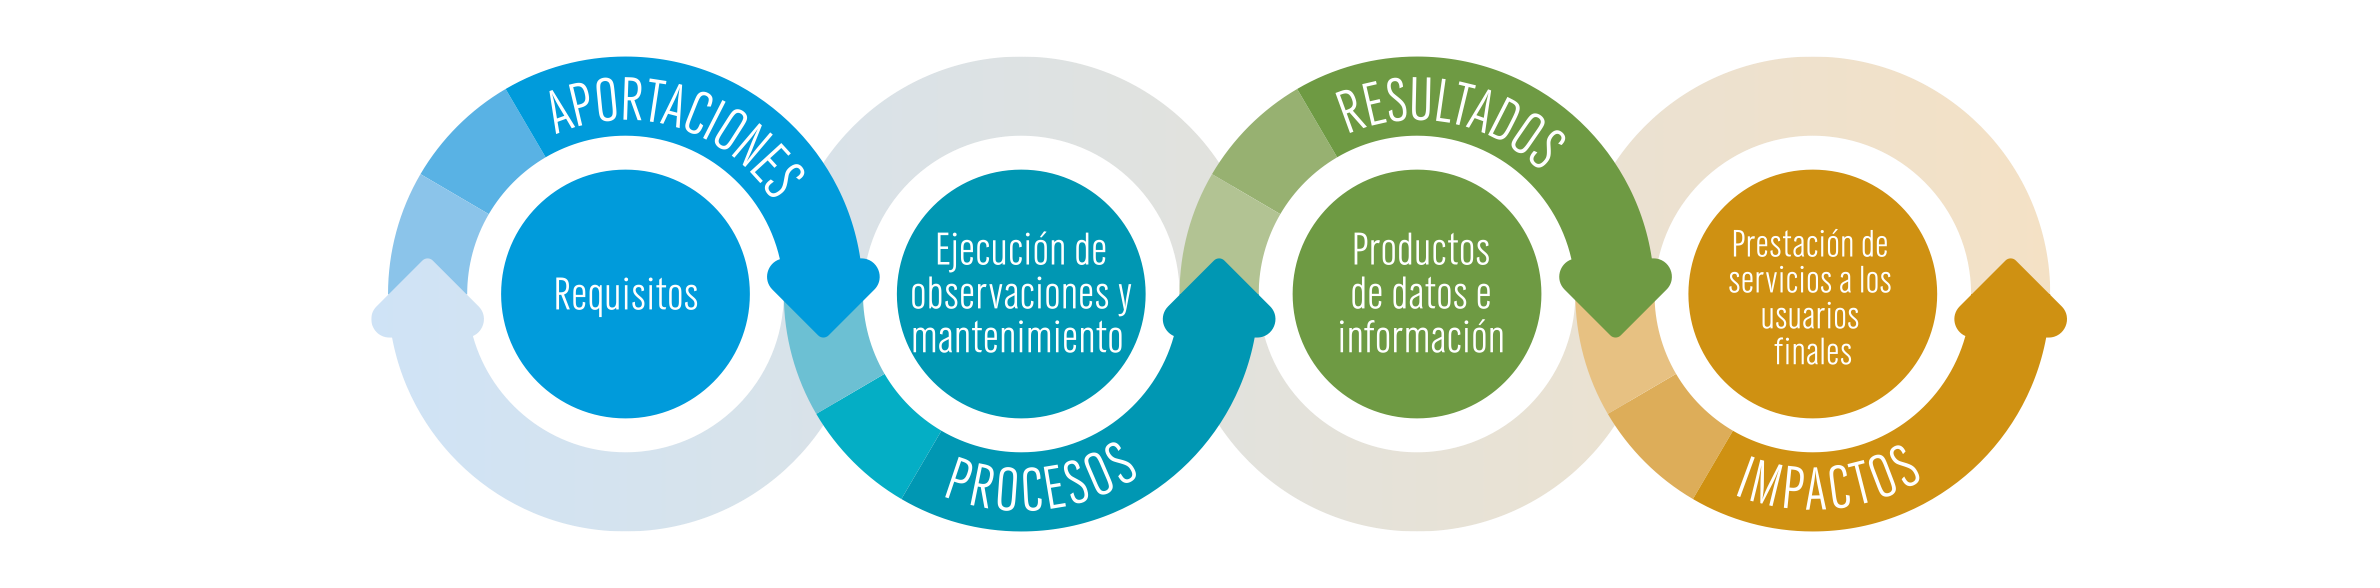 APORTACIONES
Requisitos
Ejecución de
observaciones y
mantenimiento
PROCESOS
RESULTADOS
Productos
de datos e
información
Prestación de
servicios a los
usuarios
finales
IMPACTOS